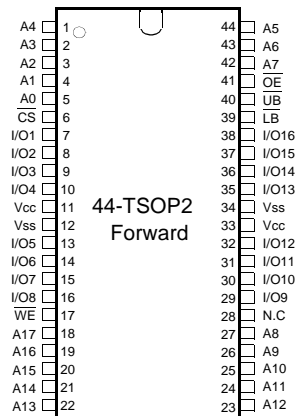 A4 1 44 A5
A3 2 43 A6
A2 3 42 A7
A1 4 41 OE
A0 5 40 UB
CS 6 39 LB
I/O1 7 38 I/O16
I/O2 8 37 I/O15
I/O3 9 36 I/O14
I/O4 10 35 I/O13
Vcc 11 44-TSOP2 34 Vss
Vss 12 Forward 33 Vcc
I/O5 13 32 I/O12
I/O6 14 31 I/O11
I/O7 15 30 I/O10
I/O8 16 29 I/O9
WE 17 28 N.C
A17 18 27 A8
A16 19 26 A9
A15 20 25 A10
A14 21 24 A11
A13 22 23 A12